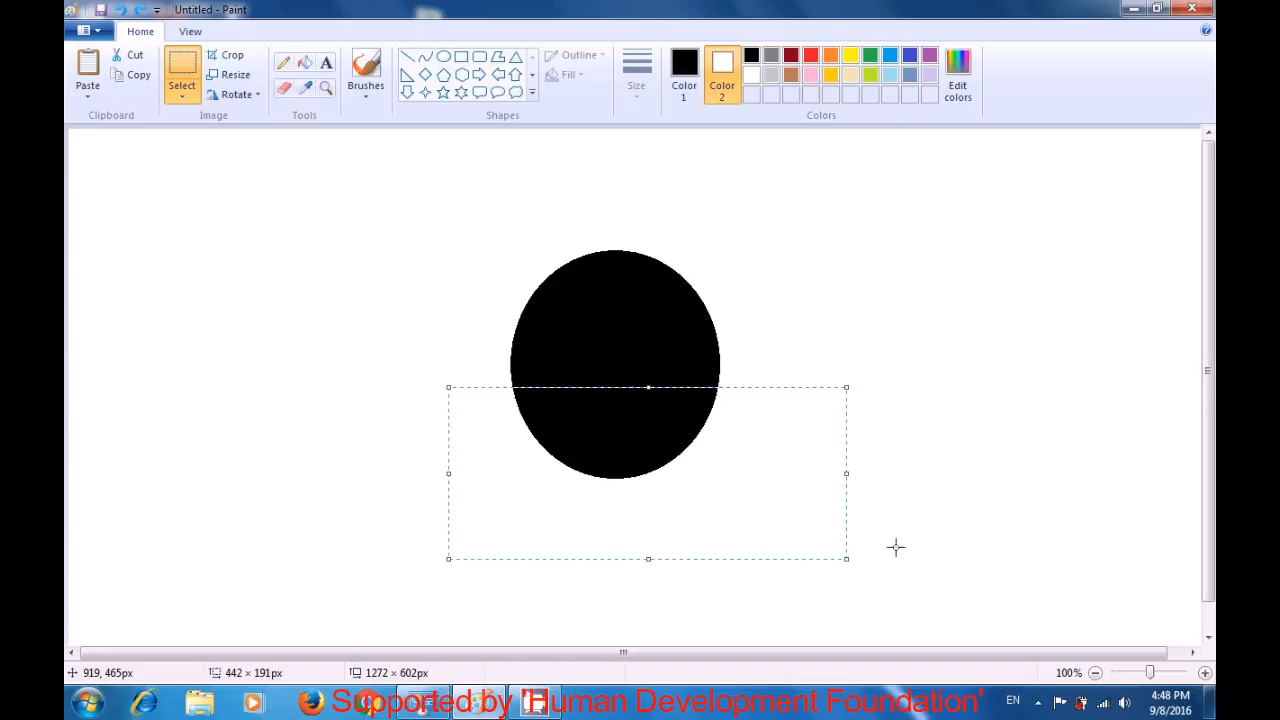 Untitled - Paint
Home View
Paste
Cut
Copy
Clipboard
Select
Crop
Resize
Rotate
Image
A
Tools
Brushes
Shapes
Outline
Fill
Size
Color 1
Color 2
Edit colors
Colors
919, 465px 442 × 191px 1272 × 602px 100%
Supported by 'Human Development Foundation'
EN
4:48 PM
9/8/2016